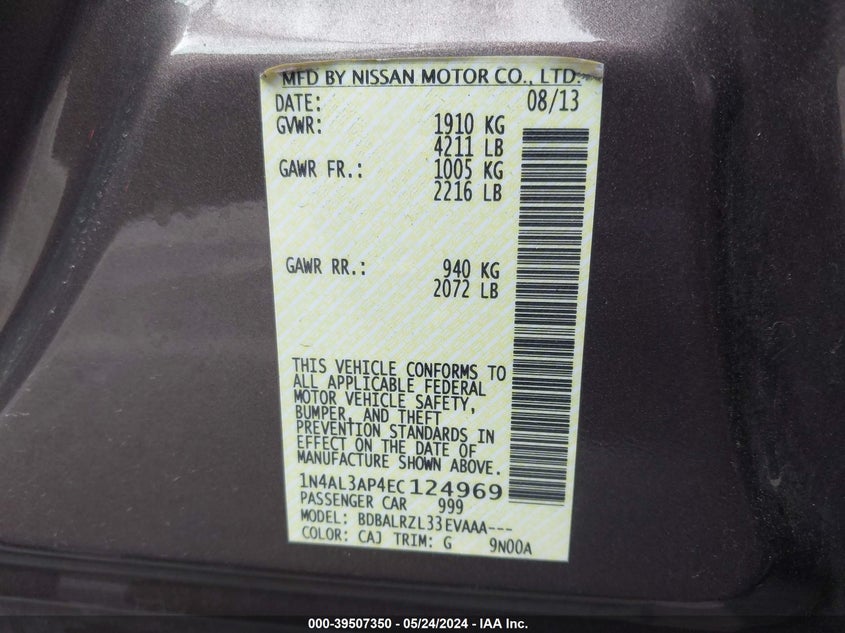 MFD BY NISSAN MOTOR CO., LTD.
DATE: 08/13
GVWR: 1910 KG
4211 LB
GAWR FR.: 1005 KG
2216 LB
GAWR RR.: 940 KG
2072 LB
THIS VEHICLE CONFORMS TO
ALL APPLICABLE FEDERAL
MOTOR VEHICLE SAFETY,
BUMPER, AND THEFT
PREVENTION STANDARDS IN
EFFECT ON THE DATE OF
MANUFACTURE SHOWN ABOVE.
1N4AL3AP4EC124969
PASSENGER CAR 999
MODEL: BDBALRZL33EVAAA---
COLOR: CAJ TRIM: G 9N00A
000-39507350 / 05/24/2024 - IAA Inc.